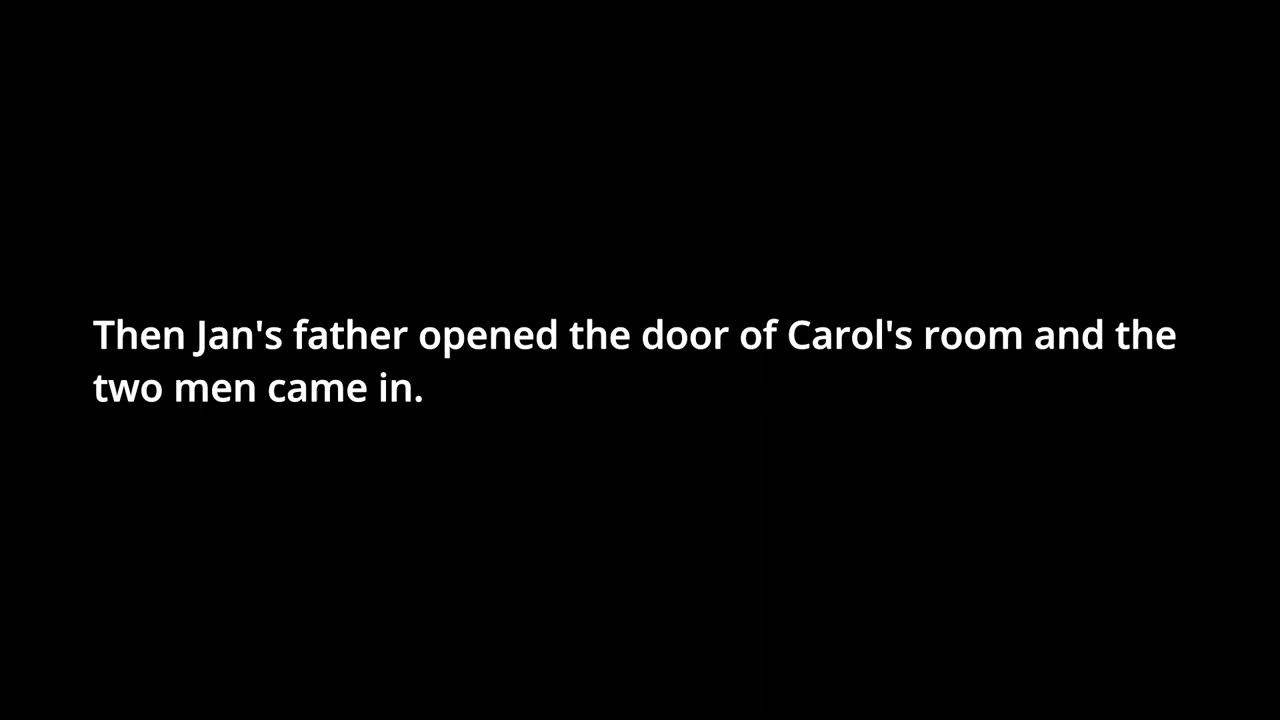 Then Jan's father opened the door of Carol's room and the
two men came in.